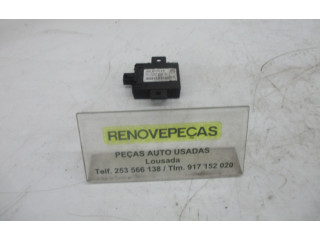 RENOVEPEÇAS
PEÇAS AUTO USADAS
Lousada
Telf. 253 566 138 / Tlm. 917 152 020